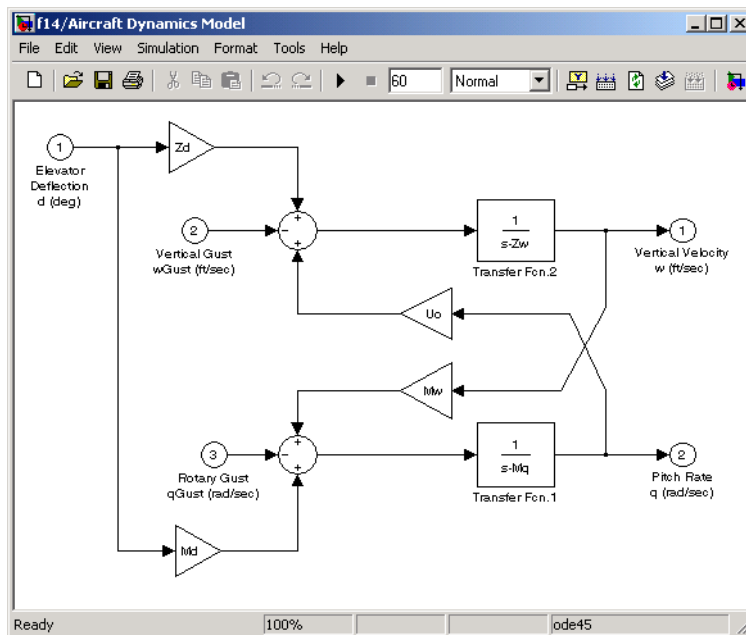 f14/Aircraft Dynamics Model
File Edit View Simulation Format Tools Help
60 Normal
1
Elevator
Deflection
d (deg)
Zd
2
Vertical Gust
wGust (ft/sec)
+
−
+
1
s-Zw
Transfer Fcn.2
1
Vertical Velocity
w (ft/sec)
Uo
Mw
3
Rotary Gust
qGust (rad/sec)
+
−
+
1
s-Mq
Transfer Fcn.1
2
Pitch Rate
q (rad/sec)
Md
Ready 100% ode45